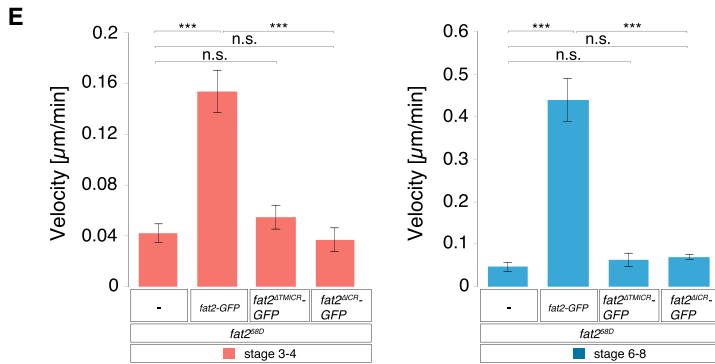 E
*** ***
n.s.
n.s.
Velocity [µm/min]
0.2
0.16
0.12
0.08
0.04
0
-
fat2-GFP
fat2ΔTMICR-
GFP
fat2ΔICR-
GFP
fat258D
stage 3-4
*** ***
n.s.
n.s.
Velocity [µm/min]
0.6
0.5
0.4
0.3
0.2
0.1
0
-
fat2-GFP
fat2ΔTMICR-
GFP
fat2ΔICR-
GFP
fat258D
stage 6-8